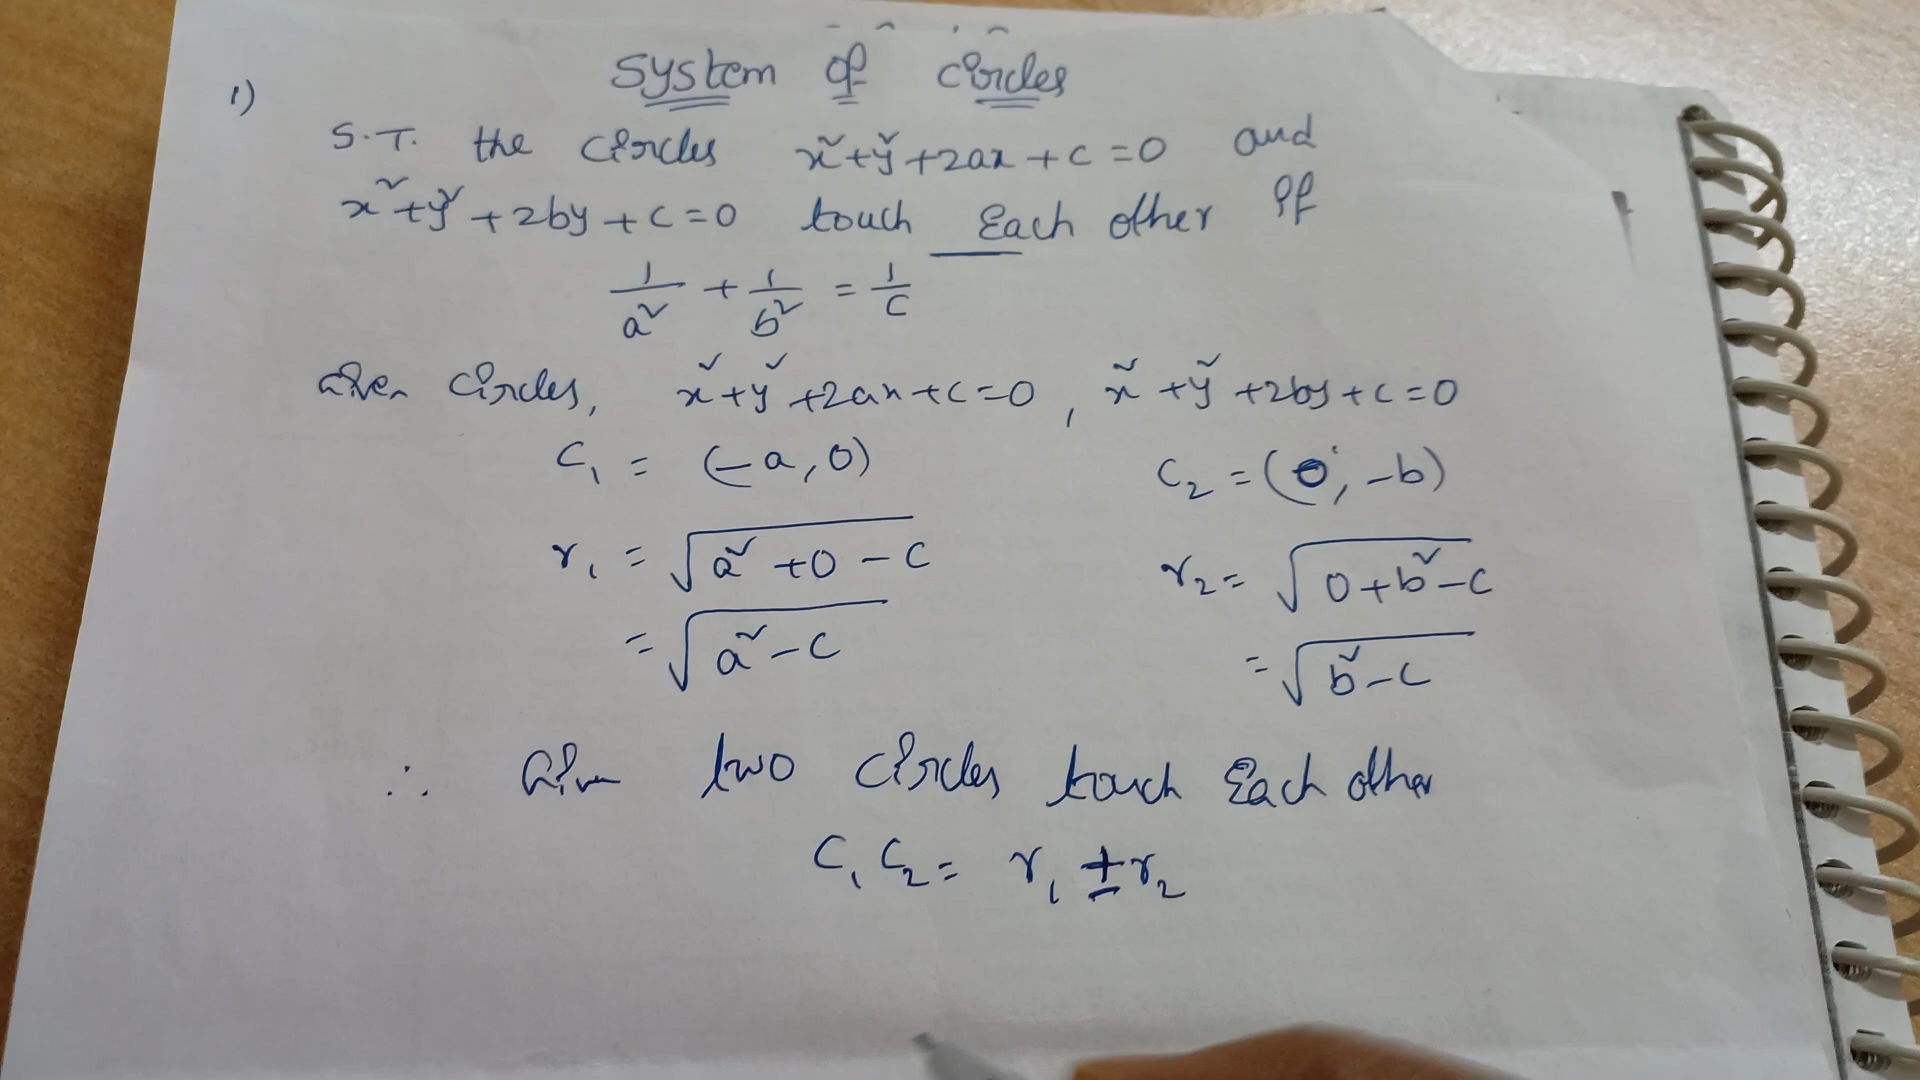 System of circles
1)
S.T. the circles x²+y²+2ax+c=0 and
x²+y²+2by+c=0 touch Each other if
1/a² + 1/b² = 1/c
Given circles, x²+y²+2ax+c=0, x²+y²+2by+c=0
C₁ = (-a, 0) C₂ = (0, -b)
r₁ = √(a²+0-c) r₂ = √(0+b²-c)
= √(a²-c) = √(b²-c)
∴ Given two circles touch Each other
C₁C₂ = r₁ ± r₂